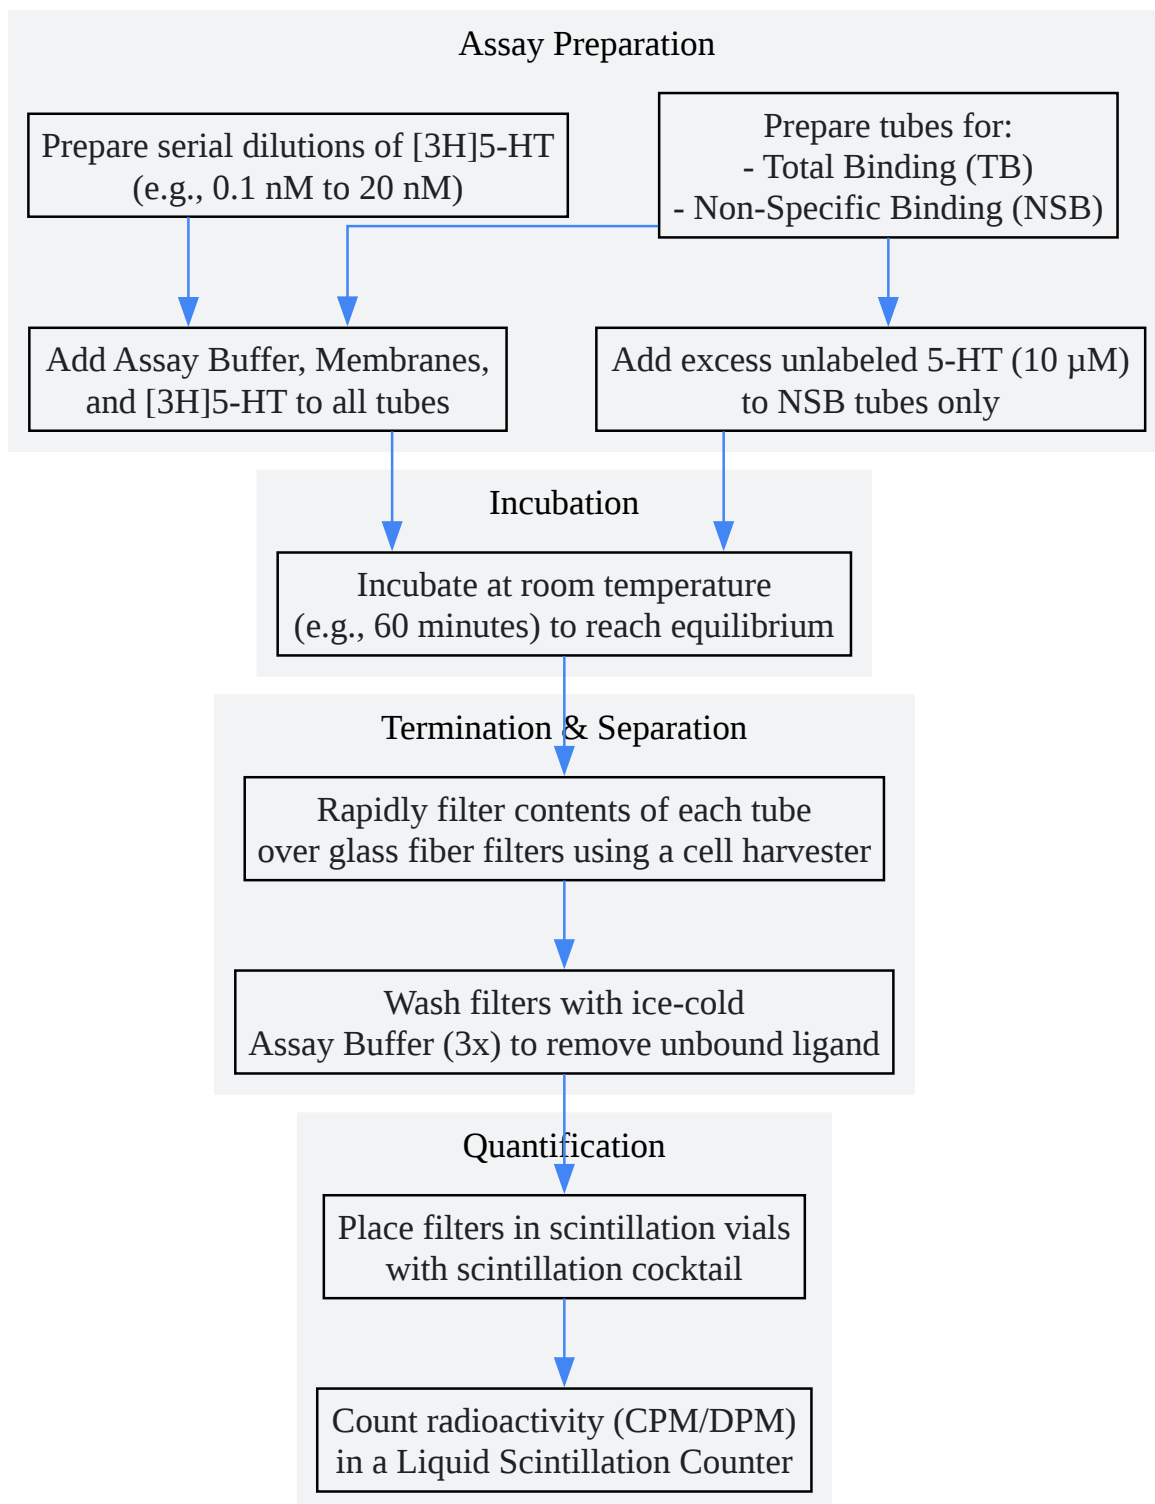 Assay Preparation
Prepare serial dilutions of [3H]5-HT
(e.g., 0.1 nM to 20 nM)
Prepare tubes for:
- Total Binding (TB)
- Non-Specific Binding (NSB)
Add Assay Buffer, Membranes,
and [3H]5-HT to all tubes
Add excess unlabeled 5-HT (10 µM)
to NSB tubes only
Incubation
Incubate at room temperature
(e.g., 60 minutes) to reach equilibrium
Termination & Separation
Rapidly filter contents of each tube
over glass fiber filters using a cell harvester
Wash filters with ice-cold
Assay Buffer (3x) to remove unbound ligand
Quantification
Place filters in scintillation vials
with scintillation cocktail
Count radioactivity (CPM/DPM)
in a Liquid Scintillation Counter